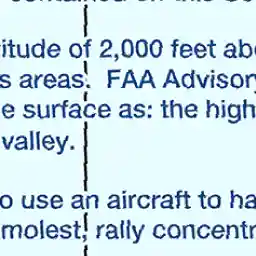 itude of 2,000 feet abo
s areas. FAA Advisory
e surface as: the high
valley.
o use an aircraft to ha
molest, rally concentr